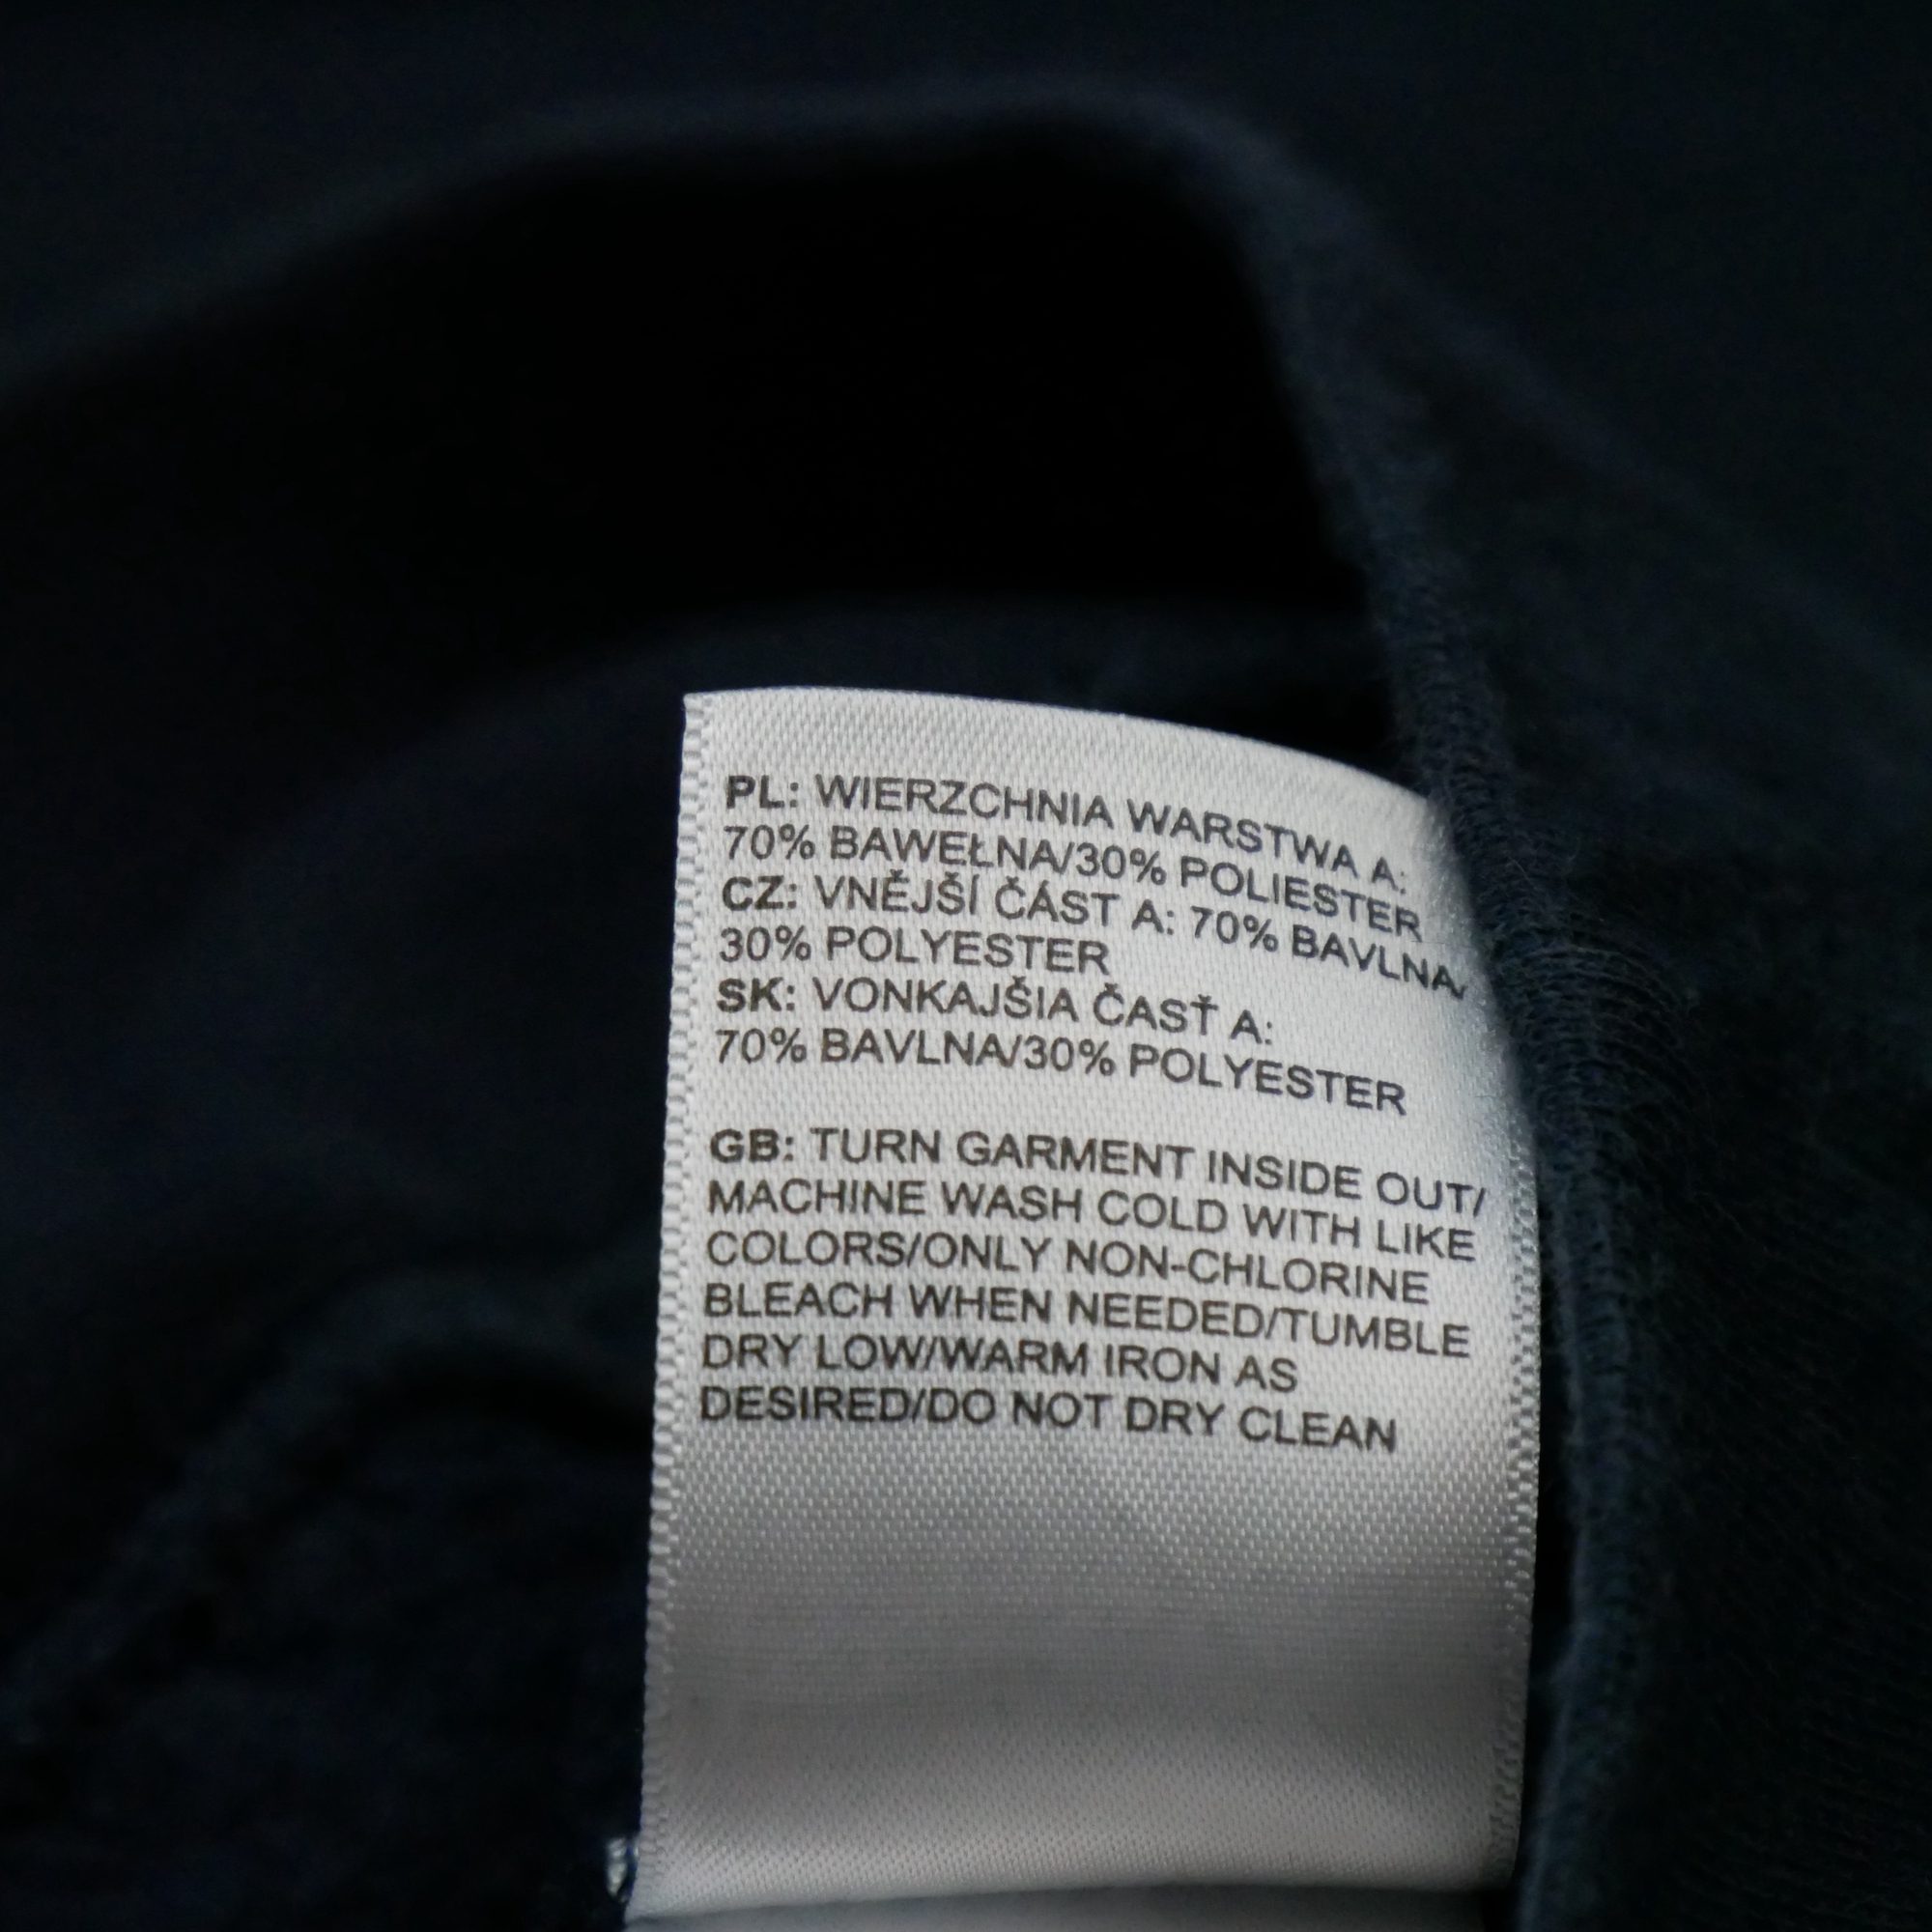 PL: WIERZCHNIA WARSTWA A:
70% BAWEŁNA/30% POLIESTER
CZ: VNĚJŠÍ ČÁST A: 70% BAVLNA/
30% POLYESTER
SK: VONKAJŠIA ČASŤ A:
70% BAVLNA/30% POLYESTER
GB: TURN GARMENT INSIDE OUT/
MACHINE WASH COLD WITH LIKE
COLORS/ONLY NON-CHLORINE
BLEACH WHEN NEEDED/TUMBLE
DRY LOW/WARM IRON AS
DESIRED/DO NOT DRY CLEAN